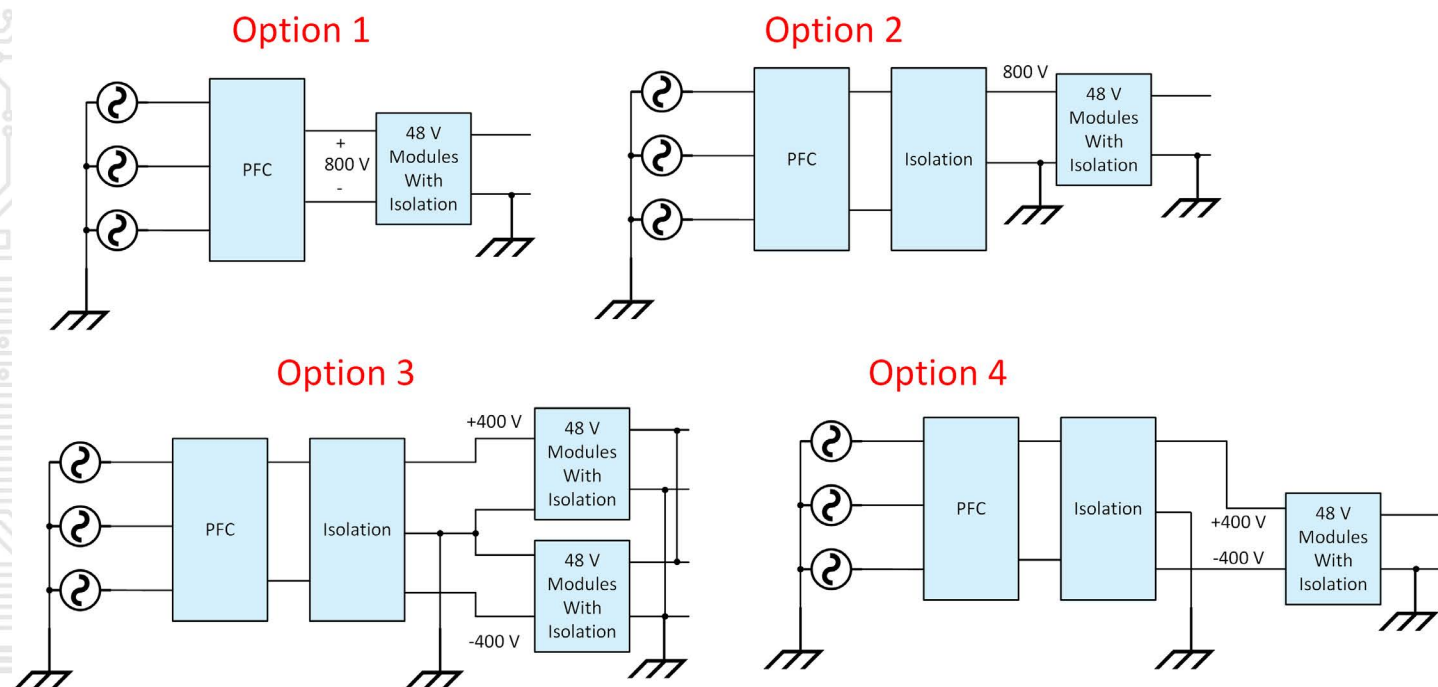 Option 1
PFC
+
800 V
-
48 V
Modules
With
Isolation
Option 2
PFC
Isolation
800 V
48 V
Modules
With
Isolation
Option 3
PFC
Isolation
+400 V
-400 V
48 V
Modules
With
Isolation
48 V
Modules
With
Isolation
Option 4
PFC
Isolation
+400 V
-400 V
48 V
Modules
With
Isolation